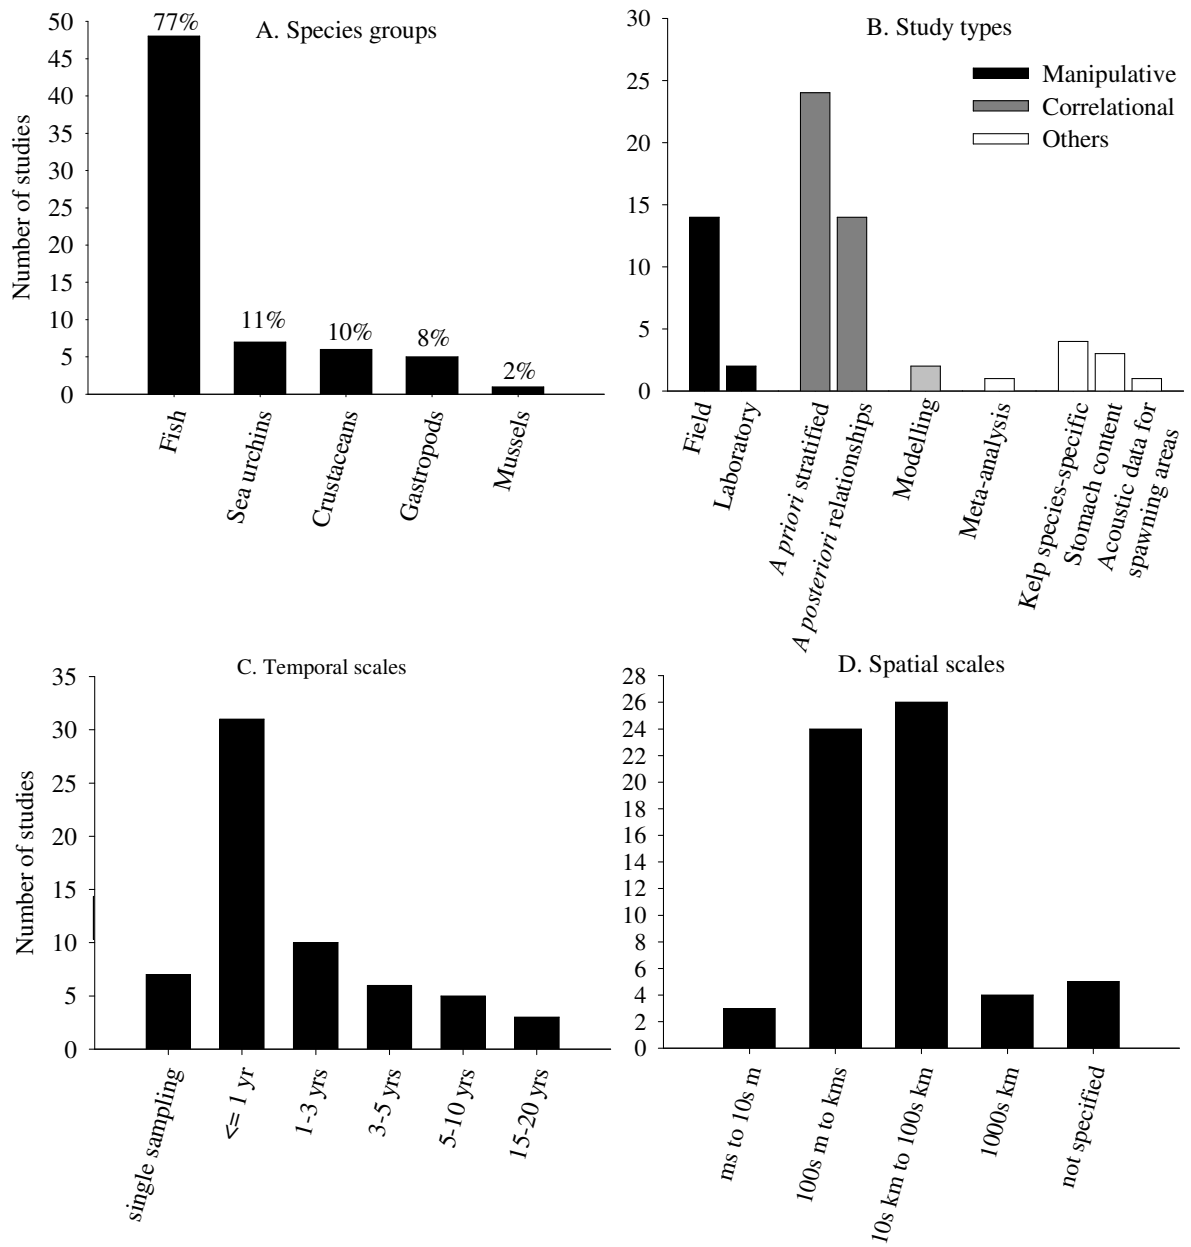 A. Species groups
Number of studies
50
45
40
35
30
25
20
15
10
5
0
77%
11%
10%
8%
2%
Fish
Sea urchins
Crustaceans
Gastropods
Mussels
B. Study types
30
25
20
15
10
5
0
Manipulative
Correlational
Others
Field
Laboratory
A priori stratified
A posteriori relationships
Modelling
Meta-analysis
Kelp species-specific
Stomach content
Acoustic data for
spawning areas
C. Temporal scales
Number of studies
35
30
25
20
15
10
5
0
single sampling
<= 1 yr
1-3 yrs
3-5 yrs
5-10 yrs
15-20 yrs
D. Spatial scales
28
26
24
22
20
18
16
14
12
10
8
6
4
2
0
ms to 10s m
100s m to kms
10s km to 100s km
1000s km
not specified